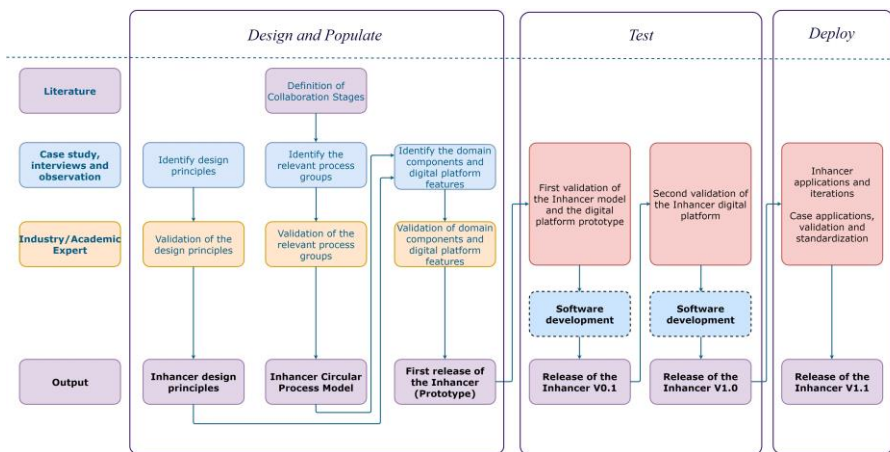 Design and Populate
Test
Deploy
Literature
Definition of
Collaboration Stages
Case study,
interviews and
observation
Identify design
principles
Identify the
relevant process
groups
Identify the domain
components and
digital platform
features
First validation of
the Inhancer model
and the digital
platform prototype
Second validation of
the Inhancer digital
platform
Inhancer
applications and
iterations
Case applications,
validation and
standardization
Industry/Academic
Expert
Validation of the
design principles
Validation of the
relevant process
groups
Validation of domain
components and
digital platform
features
Software
development
Software
development
Output
Inhancer design
principles
Inhancer Circular
Process Model
First release of
the Inhancer
(Prototype)
Release of the
Inhancer V0.1
Release of the
Inhancer V1.0
Release of the
Inhancer V1.1